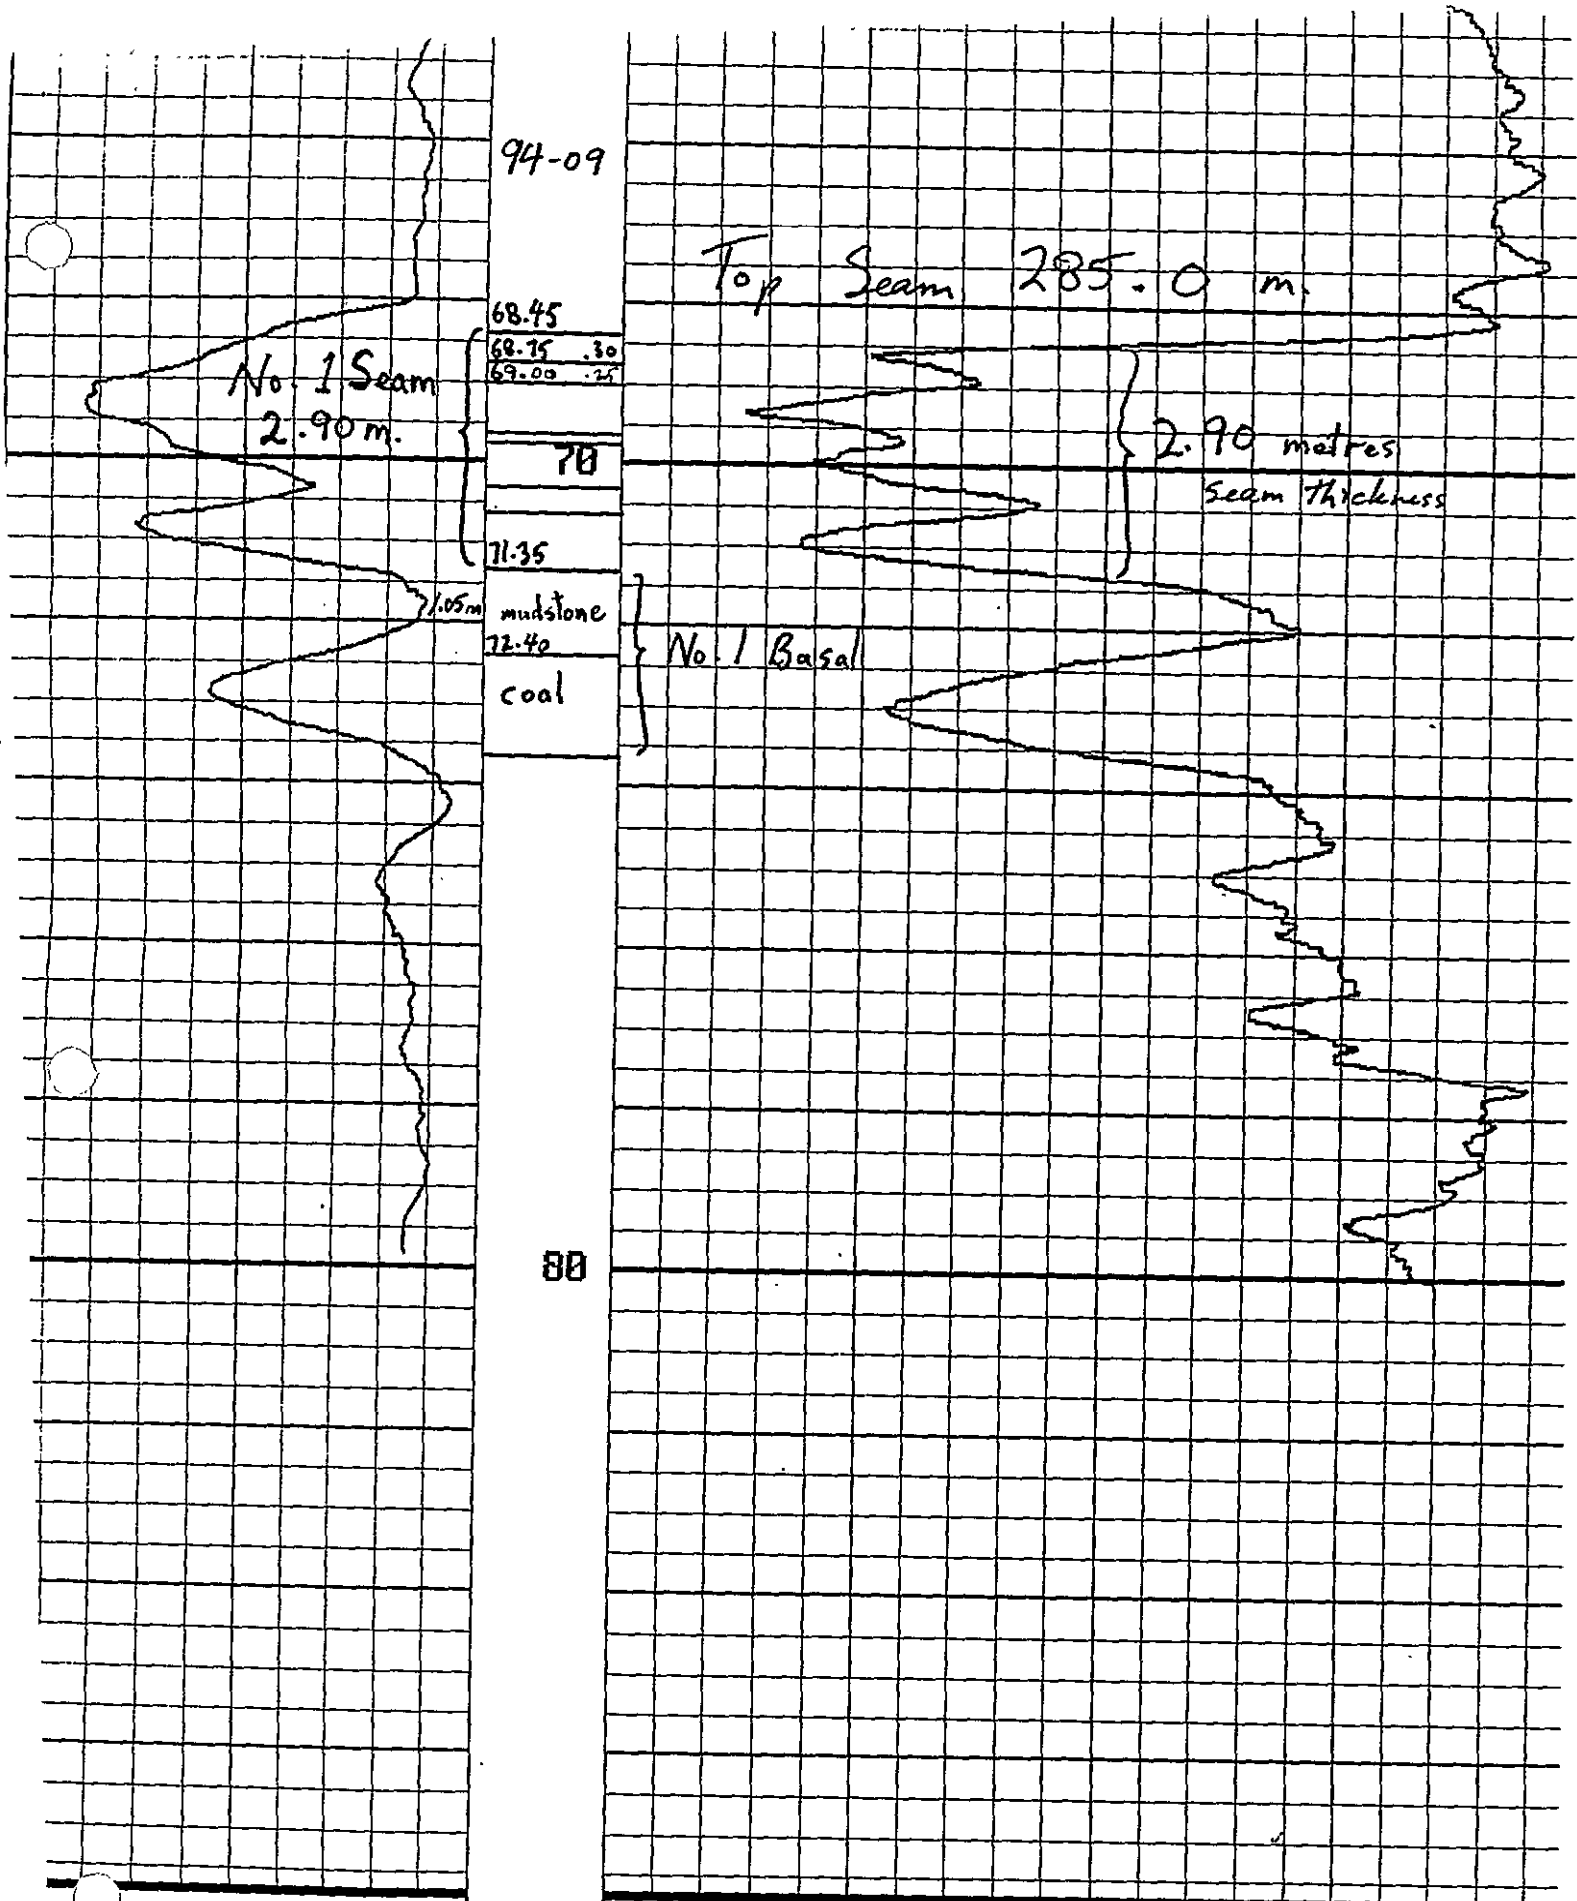 94-09
Top Seam 285.0 m.
68.45
68.75 .30
69.00 .25
No. 1 Seam
2.90 m.
70
2.90 metres
seam thickness
71.35
1.05m
mudstone
72.40
No. 1 Basal
coal
80